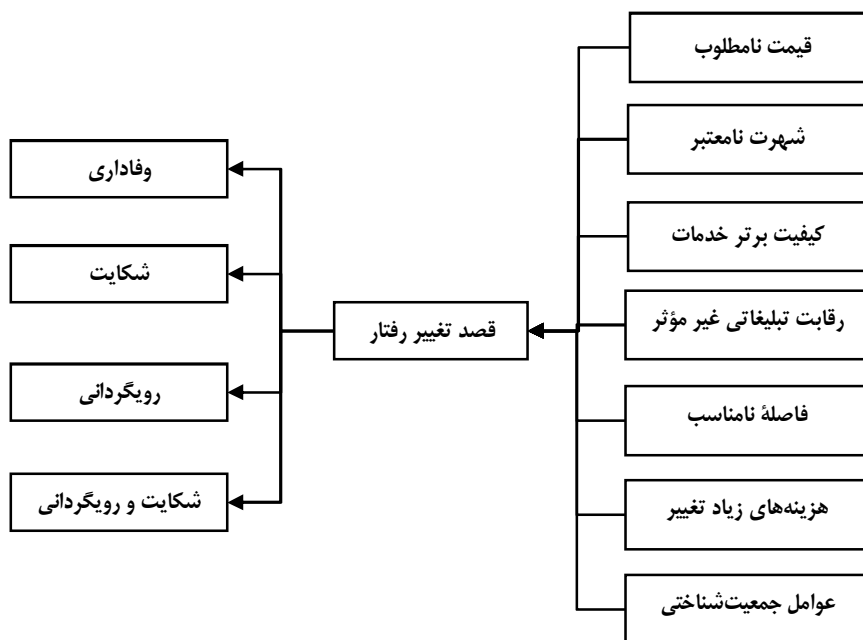 قیمت نامطلوب
شهرت نامعتبر
کیفیت برتر خدمات
رقابت تبلیغاتی غیر مؤثر
فاصلهٔ نامناسب
هزینه‌های زیاد تغییر
عوامل جمعیت‌شناختی
قصد تغییر رفتار
وفاداری
شکایت
رویگردانی
شکایت و رویگردانی